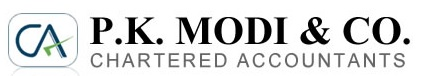 CA P.K. MODI & CO.
CHARTERED ACCOUNTANTS